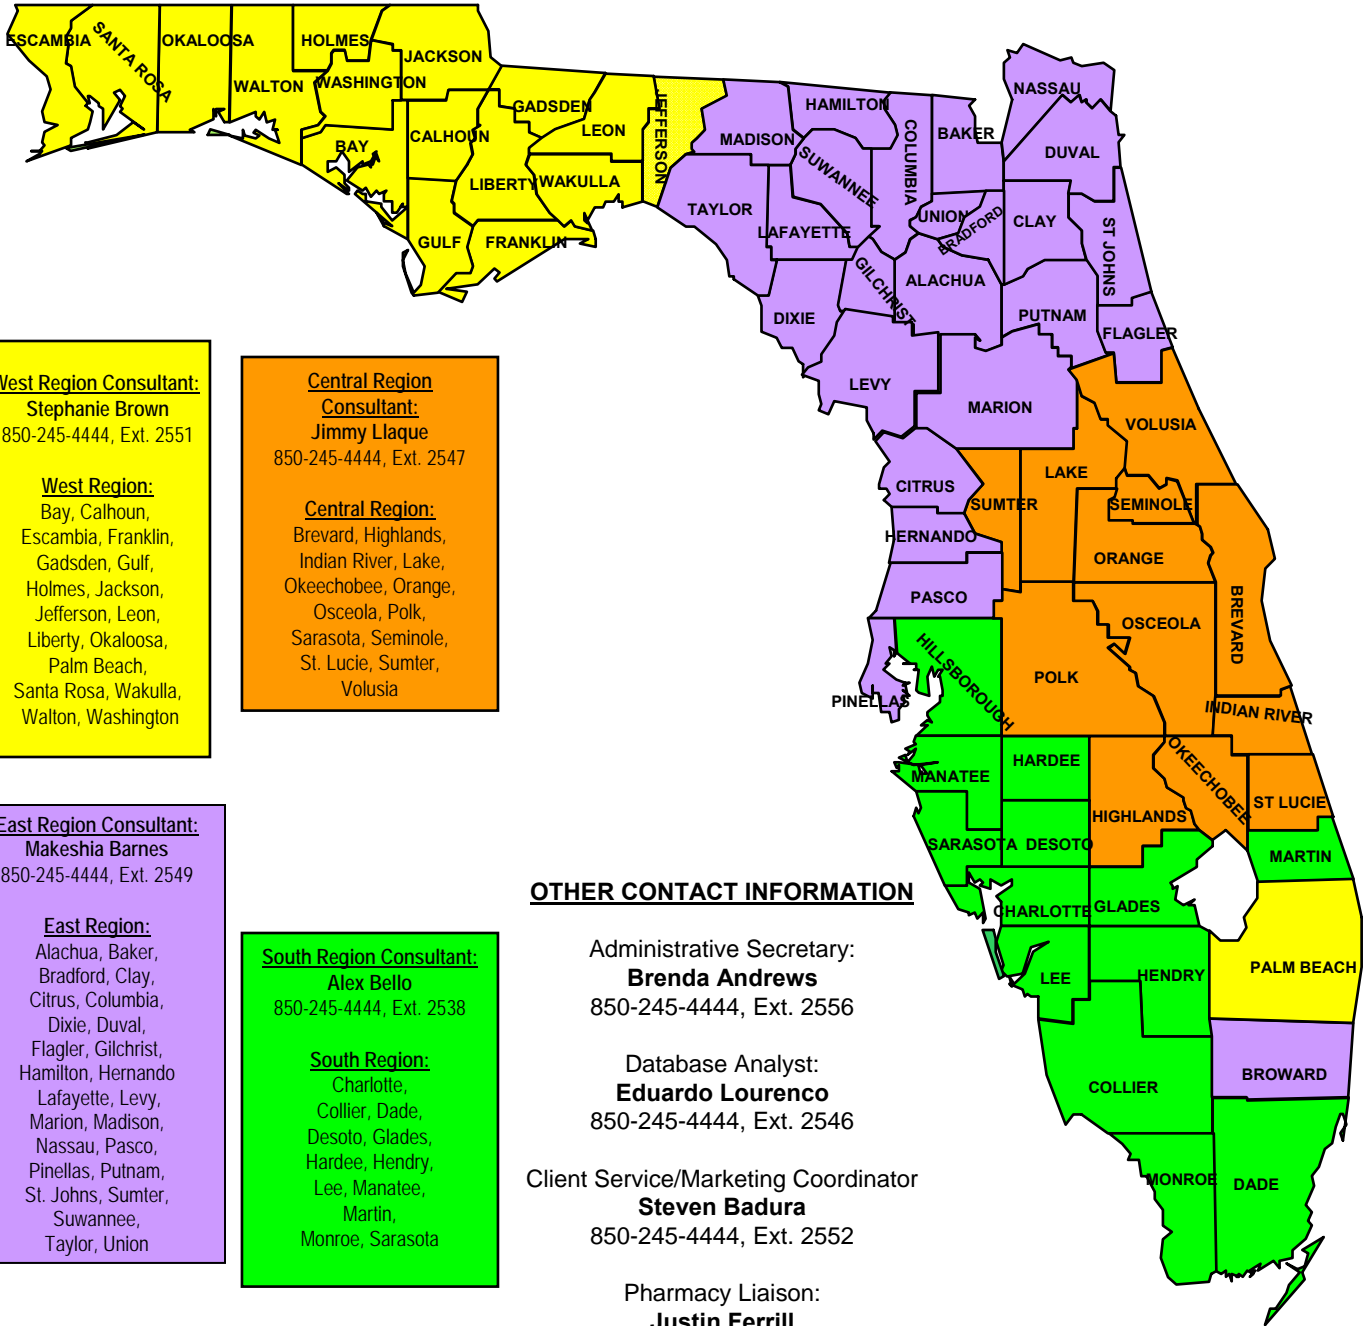 ESCAMBIA
SANTA ROSA
OKALOOSA
WALTON
HOLMES
WASHINGTON
JACKSON
BAY
CALHOUN
GULF
LIBERTY
GADSDEN
FRANKLIN
LEON
WAKULLA
JEFFERSON
MADISON
TAYLOR
HAMILTON
SUWANNEE
LAFAYETTE
DIXIE
COLUMBIA
GILCHRIST
LEVY
BAKER
UNION
BRADFORD
ALACHUA
NASSAU
DUVAL
CLAY
ST JOHNS
PUTNAM
FLAGLER
MARION
CITRUS
HERNANDO
PASCO
PINELLAS
SUMTER
LAKE
VOLUSIA
SEMINOLE
ORANGE
BREVARD
OSCEOLA
POLK
INDIAN RIVER
HILLSBOROUGH
MANATEE
HARDEE
HIGHLANDS
OKEECHOBEE
ST LUCIE
SARASOTA
DESOTO
MARTIN
CHARLOTTE
GLADES
LEE
HENDRY
PALM BEACH
COLLIER
BROWARD
MONROE
DADE
West Region Consultant:
Stephanie Brown
850-245-4444, Ext. 2551
West Region:
Bay, Calhoun,
Escambia, Franklin,
Gadsden, Gulf,
Holmes, Jackson,
Jefferson, Leon,
Liberty, Okaloosa,
Palm Beach,
Santa Rosa, Wakulla,
Walton, Washington
Central Region
Consultant:
Jimmy Llaque
850-245-4444, Ext. 2547
Central Region:
Brevard, Highlands,
Indian River, Lake,
Okeechobee, Orange,
Osceola, Polk,
Sarasota, Seminole,
St. Lucie, Sumter,
Volusia
East Region Consultant:
Makeshia Barnes
850-245-4444, Ext. 2549
East Region:
Alachua, Baker,
Bradford, Clay,
Citrus, Columbia,
Dixie, Duval,
Flagler, Gilchrist,
Hamilton, Hernando
Lafayette, Levy,
Marion, Madison,
Nassau, Pasco,
Pinellas, Putnam,
St. Johns, Sumter,
Suwannee,
Taylor, Union
South Region Consultant:
Alex Bello
850-245-4444, Ext. 2538
South Region:
Charlotte,
Collier, Dade,
Desoto, Glades,
Hardee, Hendry,
Lee, Manatee,
Martin,
Monroe, Sarasota
OTHER CONTACT INFORMATION
Administrative Secretary:
Brenda Andrews
850-245-4444, Ext. 2556
Database Analyst:
Eduardo Lourenco
850-245-4444, Ext. 2546
Client Service/Marketing Coordinator
Steven Badura
850-245-4444, Ext. 2552
Pharmacy Liaison:
Justin Ferrill